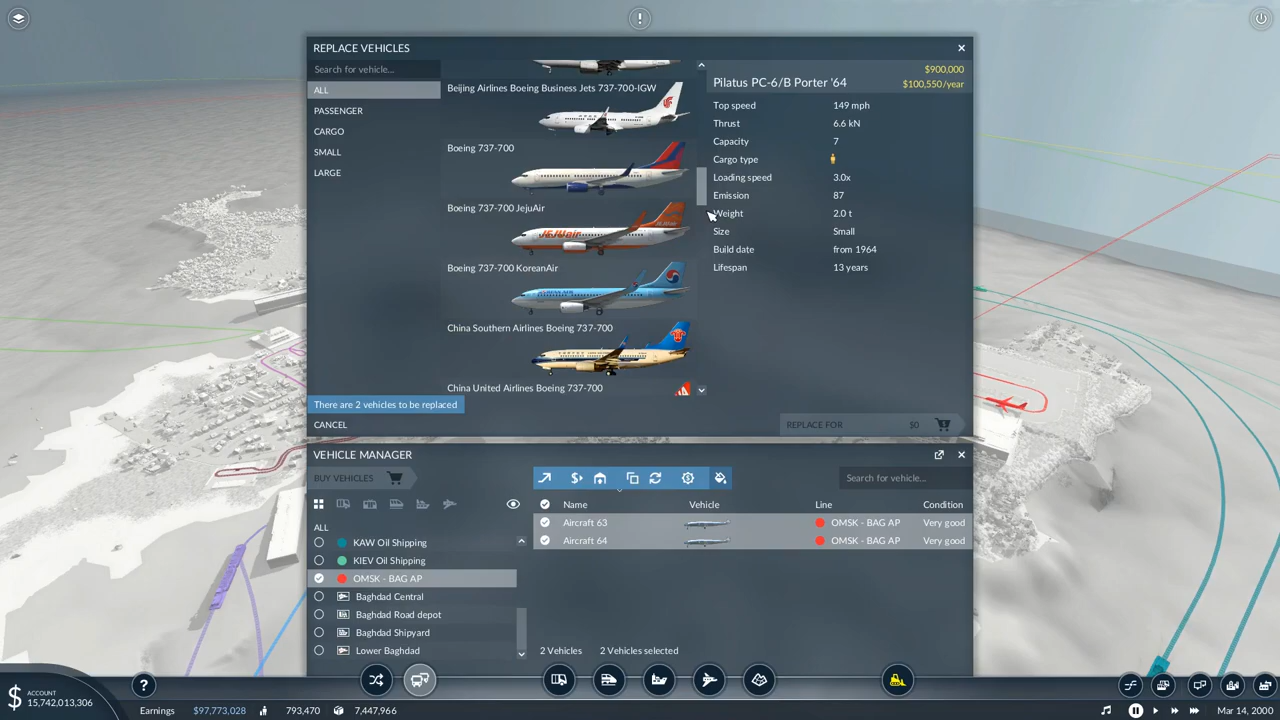 REPLACE VEHICLES
Search for vehicle...
ALL
PASSENGER
CARGO
SMALL
LARGE
Beijing Airlines Boeing Business Jets 737-700-IGW
Boeing 737-700
Boeing 737-700 JejuAir
Boeing 737-700 KoreanAir
China Southern Airlines Boeing 737-700
China United Airlines Boeing 737-700
$900,000
Pilatus PC-6/B Porter '64
$100,550/year
Top speed 149 mph
Thrust 6.6 kN
Capacity 7
Cargo type
Loading speed 3.0x
Emission 87
Weight 2.0 t
Size Small
Build date from 1964
Lifespan 13 years
There are 2 vehicles to be replaced
CANCEL
REPLACE FOR $0
VEHICLE MANAGER
BUY VEHICLES
Search for vehicle...
Name Vehicle Line Condition
ALL
Aircraft 63 OMSK - BAG AP Very good
Aircraft 64 OMSK - BAG AP Very good
KAW Oil Shipping
KIEV Oil Shipping
OMSK - BAG AP
Baghdad Central
Baghdad Road depot
Baghdad Shipyard
Lower Baghdad
2 Vehicles 2 Vehicles selected
$ ACCOUNT
15,742,013,306
?
Earnings $97,773,028 793,470 7,447,966
Mar 14, 2000